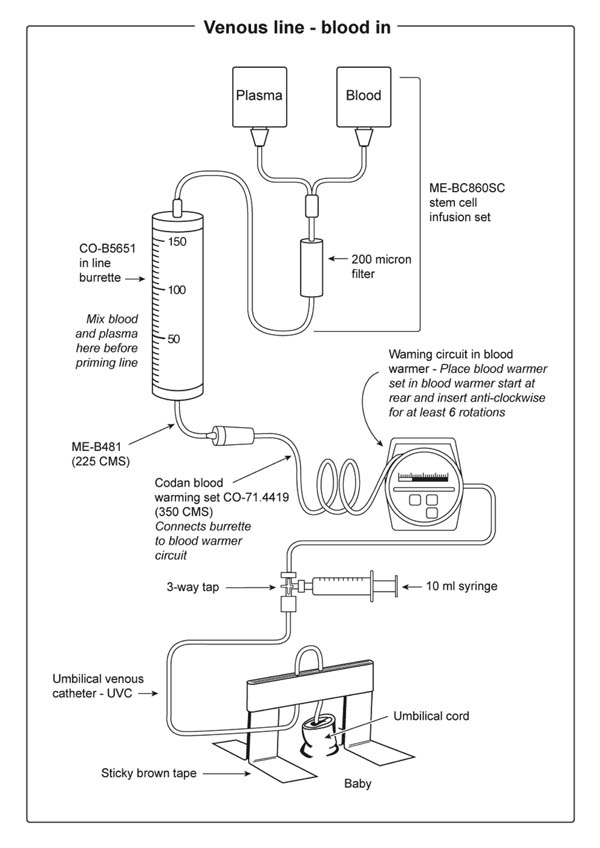 Venous line - blood in
Plasma
Blood
ME-BC860SC
stem cell
infusion set
CO-B5651
in line
burrette
150
100
50
200 micron
filter
Mix blood
and plasma
here before
priming line
Waming circuit in blood
warmer - Place blood warmer
set in blood warmer start at
rear and insert anti-clockwise
for at least 6 rotations
ME-B481
(225 CMS)
Codan blood
warming set CO-71.4419
(350 CMS)
Connects burrette
to blood warmer
circuit
3-way tap
10 ml syringe
Umbilical venous
catheter - UVC
Umbilical cord
Sticky brown tape
Baby